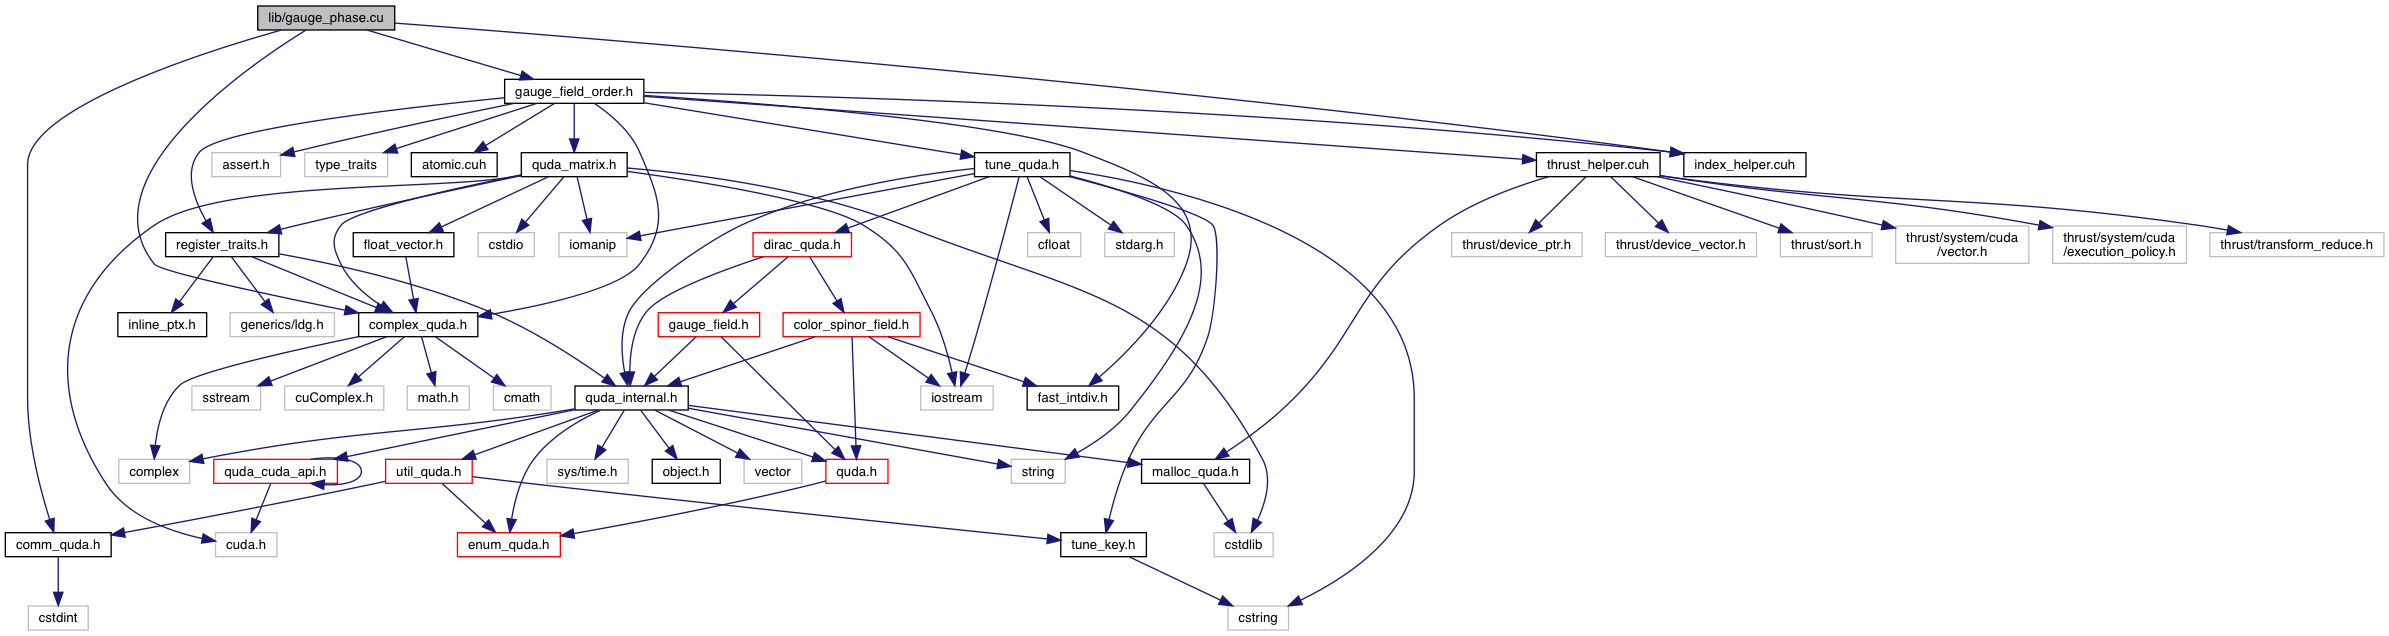 lib/gauge_phase.cu
gauge_field_order.h
assert.h
type_traits
atomic.cuh
quda_matrix.h
tune_quda.h
thrust_helper.cuh
index_helper.cuh
register_traits.h
float_vector.h
cstdio
iomanip
dirac_quda.h
cfloat
stdarg.h
thrust/device_ptr.h
thrust/device_vector.h
thrust/sort.h
thrust/system/cuda
/vector.h
thrust/system/cuda
/execution_policy.h
thrust/transform_reduce.h
inline_ptx.h
generics/ldg.h
complex_quda.h
gauge_field.h
color_spinor_field.h
sstream
cuComplex.h
math.h
cmath
quda_internal.h
iostream
fast_intdiv.h
complex
quda_cuda_api.h
util_quda.h
sys/time.h
object.h
vector
quda.h
string
malloc_quda.h
comm_quda.h
cuda.h
enum_quda.h
tune_key.h
cstdlib
cstdint
cstring